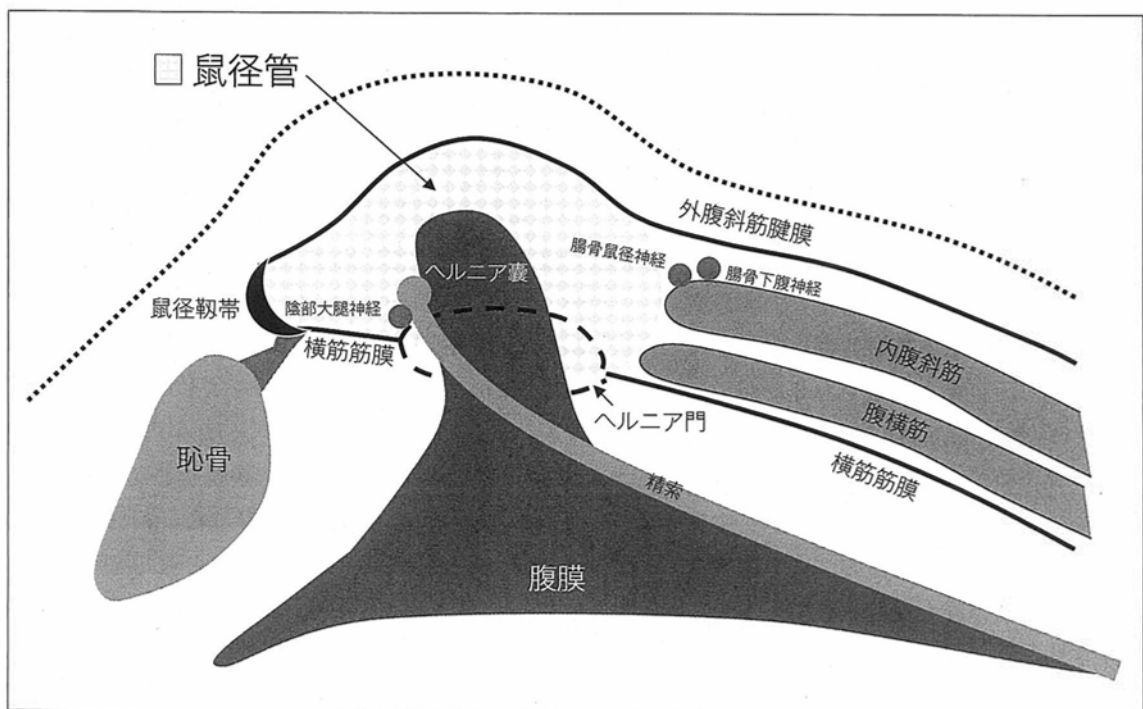 鼠径管
外腹斜筋腱膜
腸骨鼠径神経
腸骨下腹神経
ヘルニア嚢
鼠径靱帯
陰部大腿神経
横筋筋膜
内腹斜筋
腹横筋
ヘルニア門
横筋筋膜
恥骨
精索
腹膜